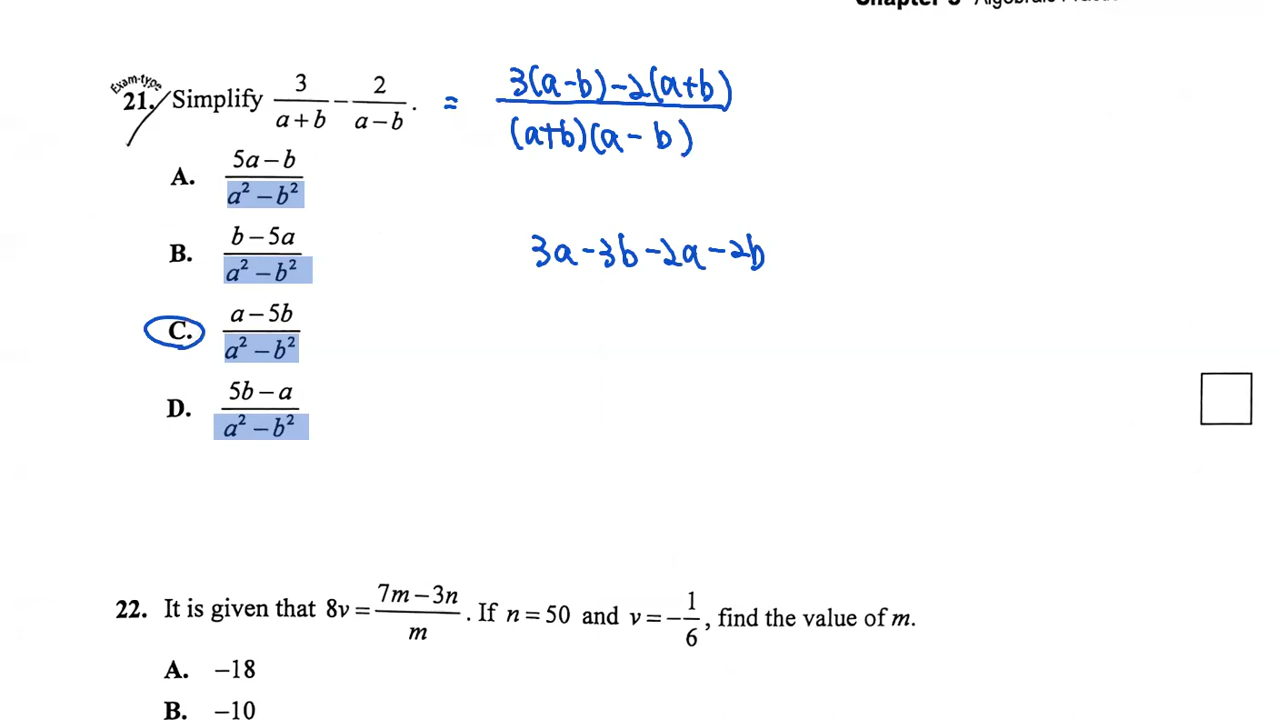 Exam-type
21. Simplify 3/(a+b) − 2/(a−b). = (3(a−b)−2(a+b))/((a+b)(a−b))
A. (5a−b)/(a²−b²)
3a−3b−2a−2b
B. (b−5a)/(a²−b²)
C. (a−5b)/(a²−b²)
D. (5b−a)/(a²−b²)
22. It is given that 8v = (7m−3n)/m. If n = 50 and v = −1/6, find the value of m.
A. −18
B. −10